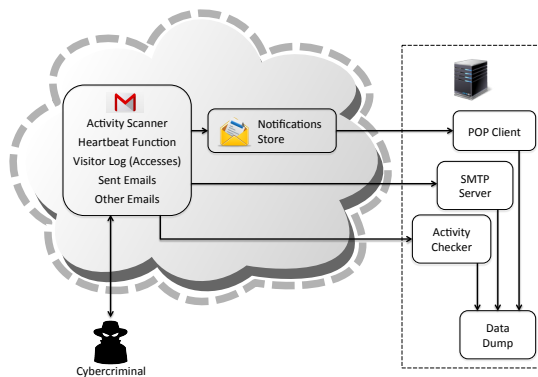 Activity Scanner
Heartbeat Function
Visitor Log (Accesses)
Sent Emails
Other Emails
Notifications
Store
POP Client
SMTP
Server
Activity
Checker
Data
Dump
Cybercriminal